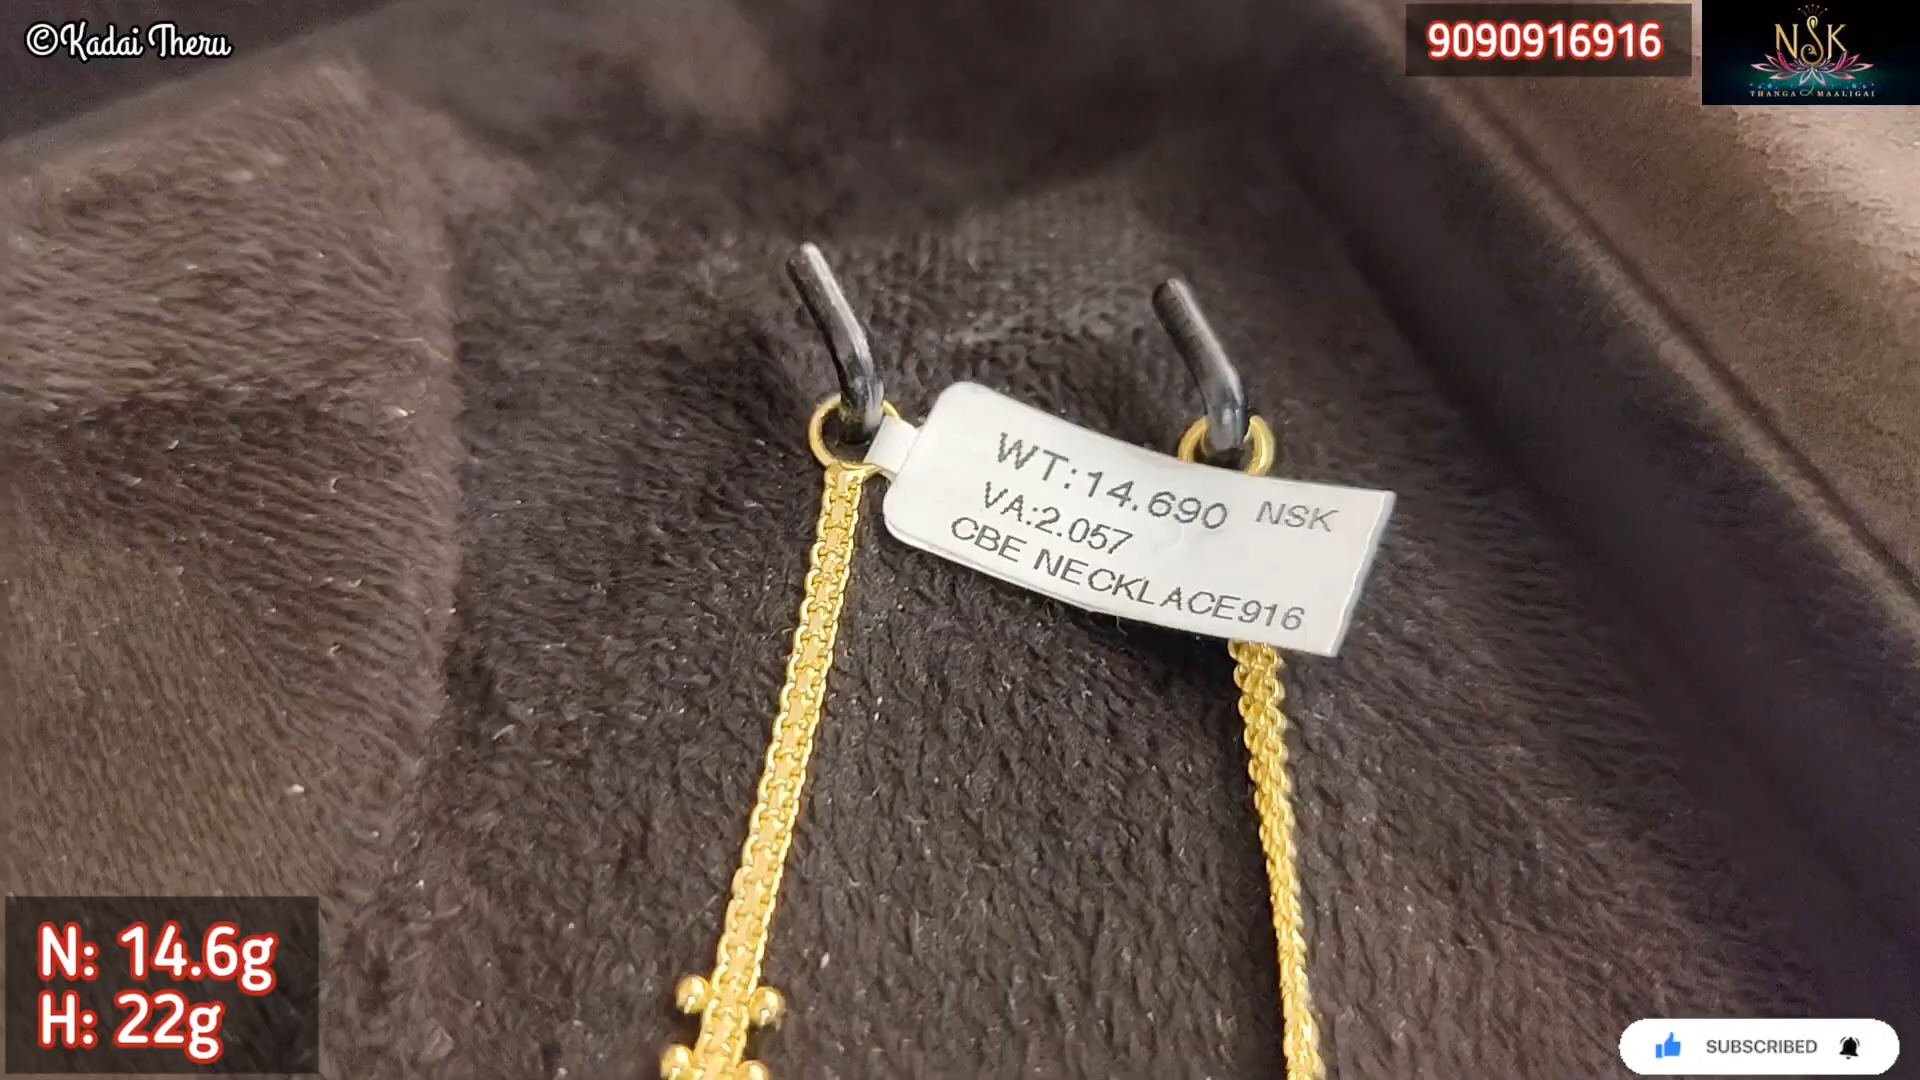 ©Kadai Theru
9090916916
NSK
THANGA MAALIGAI
WT:14.690 NSK
VA:2.057
CBE NECKLACE916
N: 14.6g
H: 22g
SUBSCRIBED